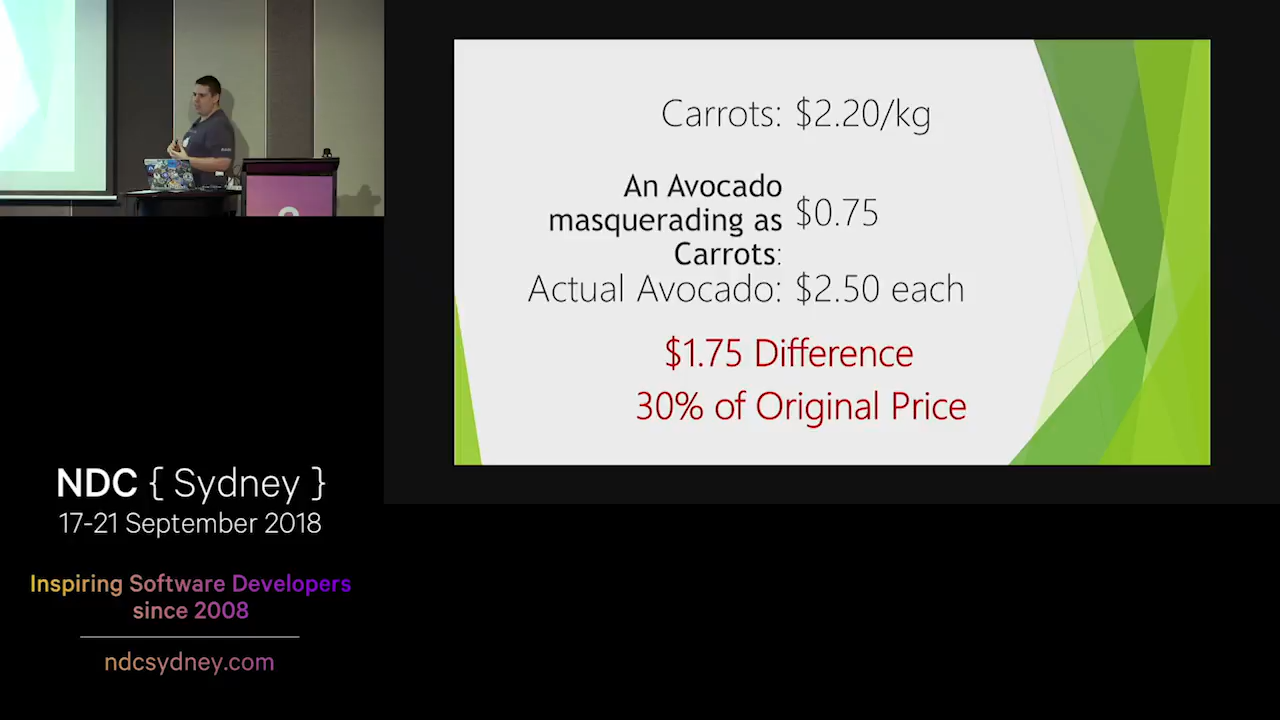 Carrots: $2.20/kg
An Avocado
masquerading as $0.75
Carrots:
Actual Avocado: $2.50 each
$1.75 Difference
30% of Original Price
NDC { Sydney }
17-21 September 2018
Inspiring Software Developers
since 2008
ndcsydney.com